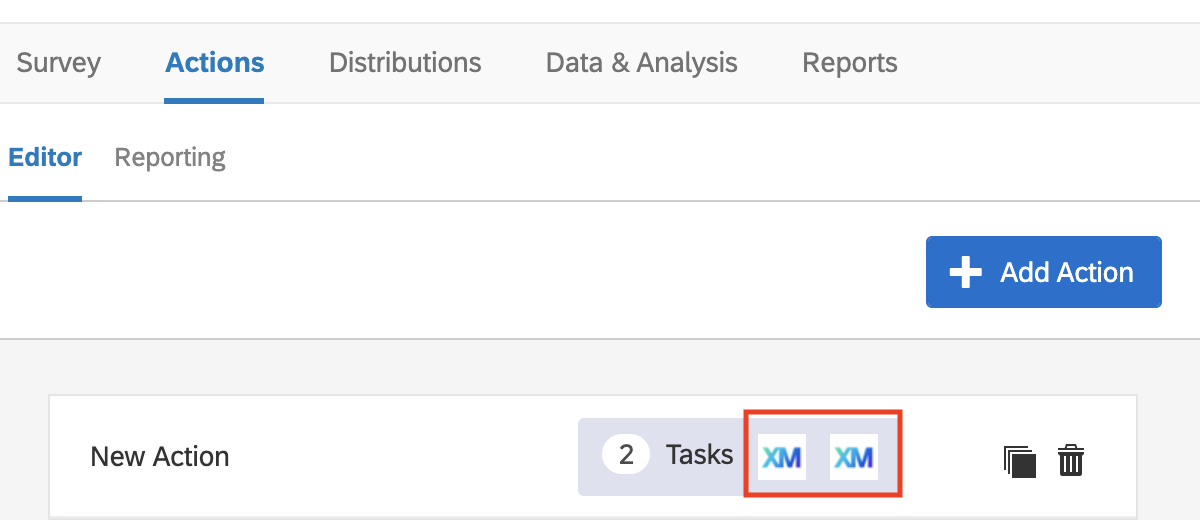 Survey Actions Distributions Data & Analysis Reports
Editor Reporting
Add Action
New Action 2 Tasks XM XM